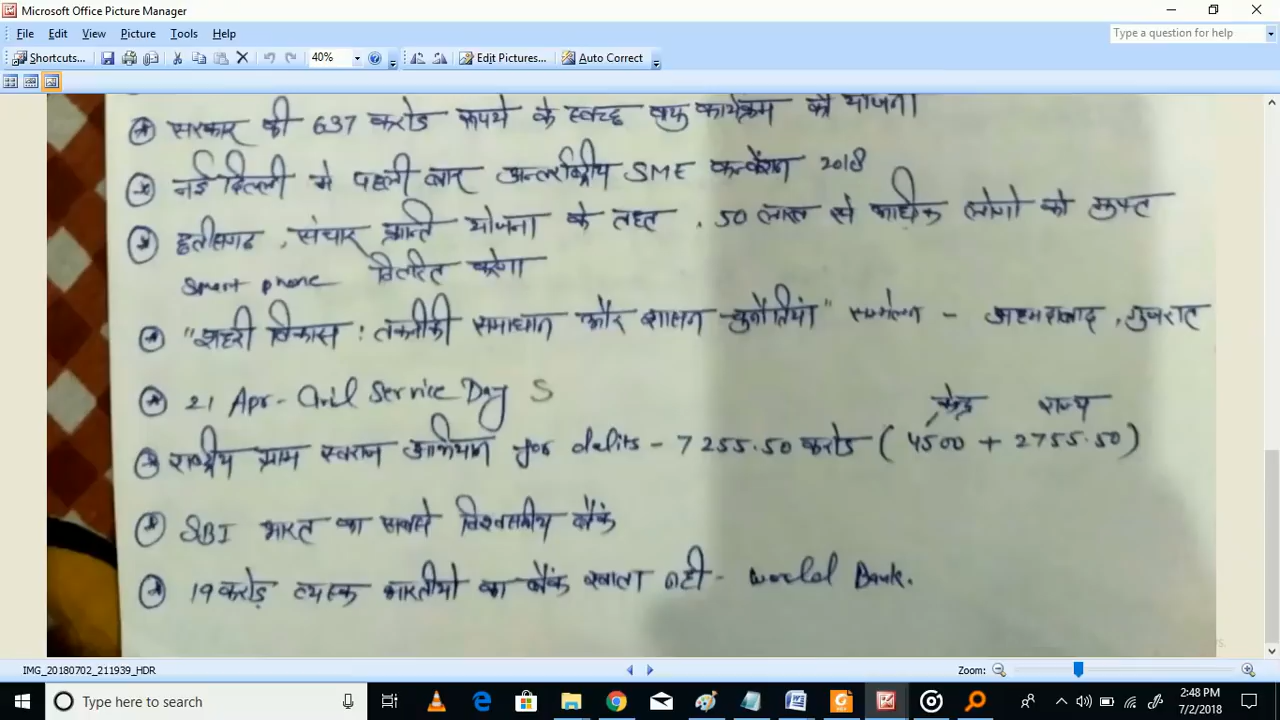 Microsoft Office Picture Manager
File Edit View Picture Tools Help
Type a question for help
Shortcuts... 40% Edit Pictures... Auto Correct
सरकार की 637 करोड रूपये के स्वच्छ वायु कार्यक्रम की योजना
नई दिल्ली मे पहली बार अन्तर्राष्ट्रीय SME कन्वेंशन 2018
छत्तीसगढ , संचार क्रान्ति योजना के तहत , 50 लाख से अधिक लोगो को मुफ्त
Smart phone वितरित करेगा
"शहरी विकास : तकनीकी समाधान और शासन चुनौतियां" सम्मेलन - अहमदाबाद , गुजरात
21 Apr - Civil Service Day S
केन्द्र राज्य
राष्ट्रीय ग्राम स्वराज अभियान for - 7255.50 करोड ( 4500 + 2755.50 )
SBI भारत का सबसे विश्वसनीय बैंक
19 करोड़ व्यस्क भारतीयो का बैंक खाता नही - World Bank.
IMG_20180702_211939_HDR
Zoom:
Type here to search
2:48 PM
7/2/2018